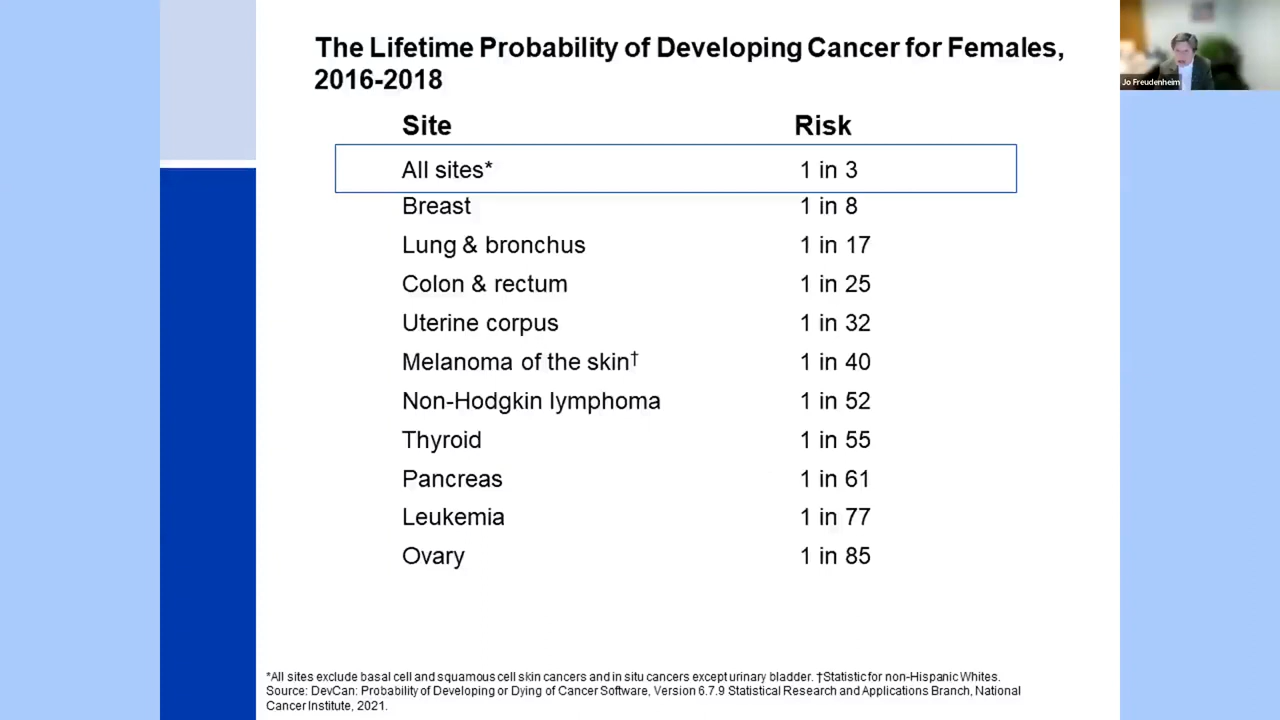 The Lifetime Probability of Developing Cancer for Females,
2016-2018
Site Risk
All sites* 1 in 3
Breast 1 in 8
Lung & bronchus 1 in 17
Colon & rectum 1 in 25
Uterine corpus 1 in 32
Melanoma of the skin† 1 in 40
Non-Hodgkin lymphoma 1 in 52
Thyroid 1 in 55
Pancreas 1 in 61
Leukemia 1 in 77
Ovary 1 in 85
*All sites exclude basal cell and squamous cell skin cancers and in situ cancers except urinary bladder. †Statistic for non-Hispanic Whites.
Source: DevCan: Probability of Developing or Dying of Cancer Software, Version 6.7.9 Statistical Research and Applications Branch, National
Cancer Institute, 2021.
Jo Freudenheim